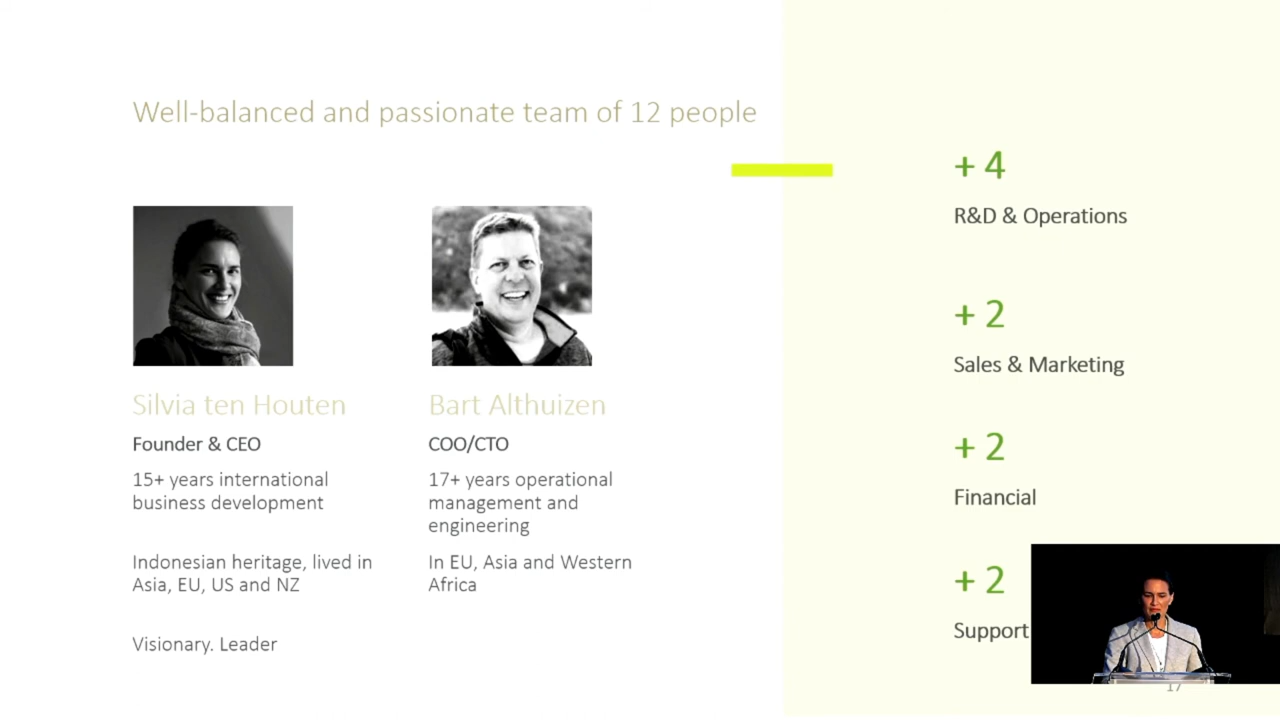 Well-balanced and passionate team of 12 people
Silvia ten Houten
Founder & CEO
15+ years international
business development
Indonesian heritage, lived in
Asia, EU, US and NZ
Visionary. Leader
Bart Althuizen
COO/CTO
17+ years operational
management and
engineering
In EU, Asia and Western
Africa
+ 4
R&D & Operations
+ 2
Sales & Marketing
+ 2
Financial
+ 2
Support
17